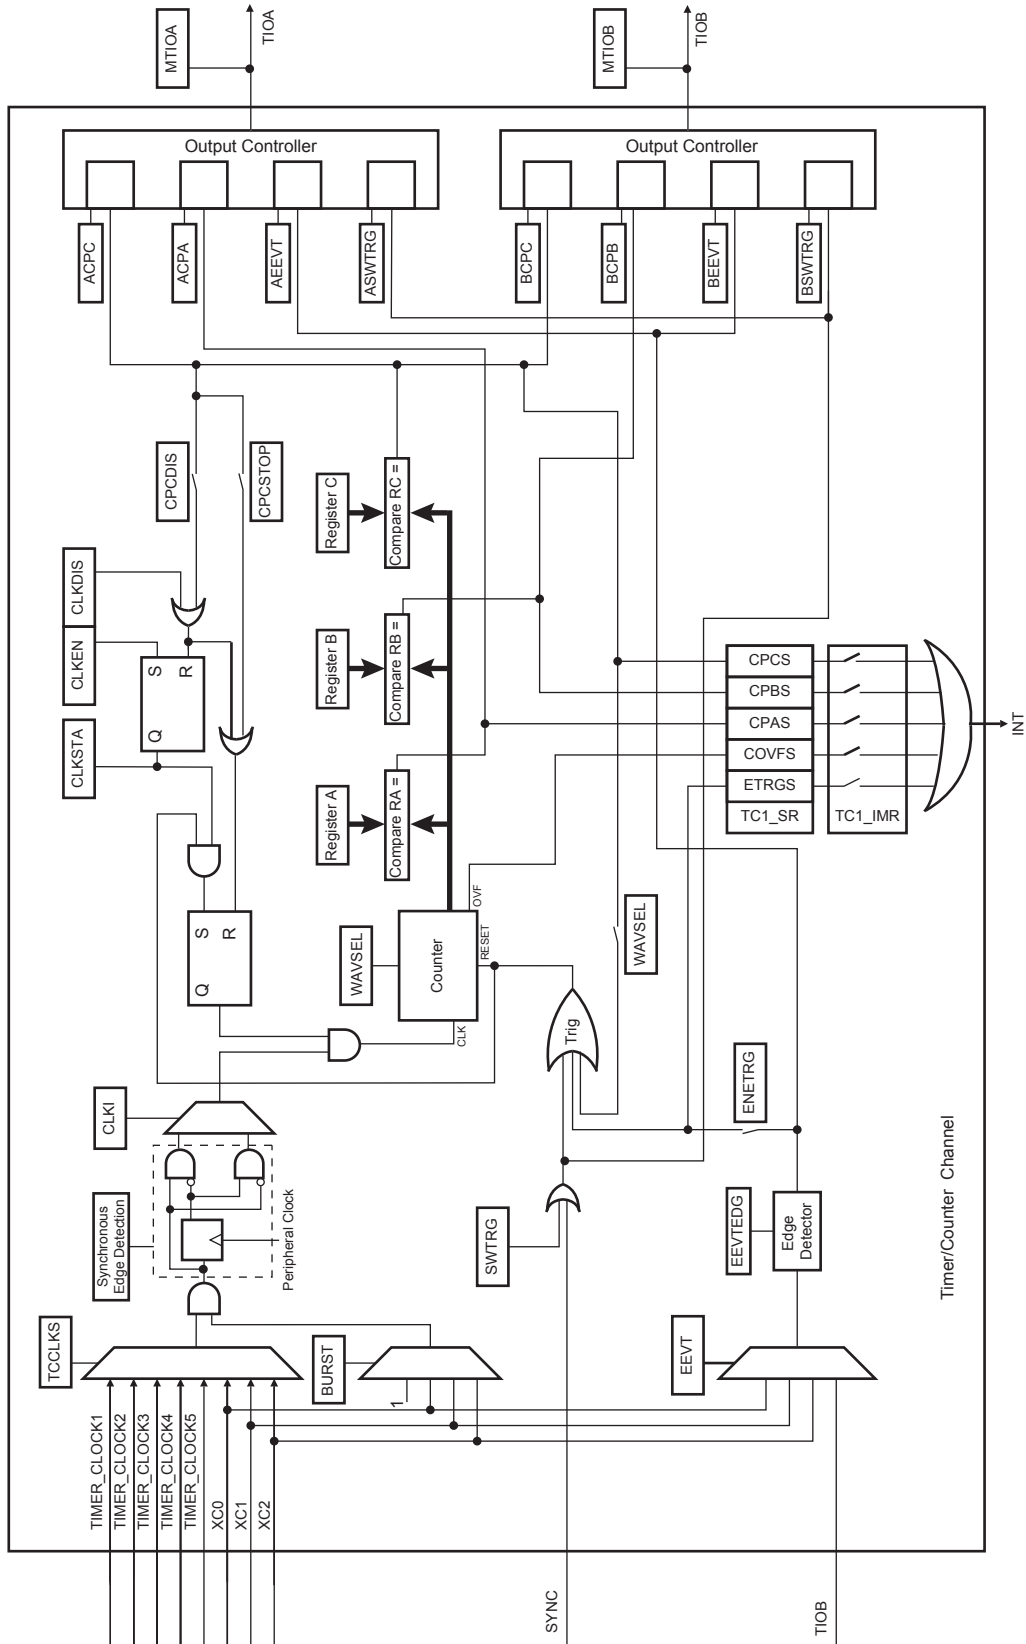 MTIOA
TIOA
MTIOB
TIOB
Output Controller
Output Controller
ACPC
ACPA
AEEVT
ASWTRG
BCPC
BCPB
BEEVT
BSWTRG
CPCDIS
CPCSTOP
CLKDIS
CLKEN
CLKSTA
S
R
Q
Register C
Compare RC =
Register B
Compare RB =
Register A
Compare RA =
CPCS
CPBS
CPAS
COVFS
ETRGS
TC1_SR
TC1_IMR
INT
S
R
Q
WAVSEL
Counter
OVF
RESET
CLK
Trig
WAVSEL
CLKI
ENETRG
Synchronous
Edge Detection
Peripheral Clock
SWTRG
EEVTEDG
Edge
Detector
Timer/Counter Channel
TCCLKS
BURST
1
EEVT
TIMER_CLOCK1
TIMER_CLOCK2
TIMER_CLOCK3
TIMER_CLOCK4
TIMER_CLOCK5
XC0
XC1
XC2
SYNC
TIOB